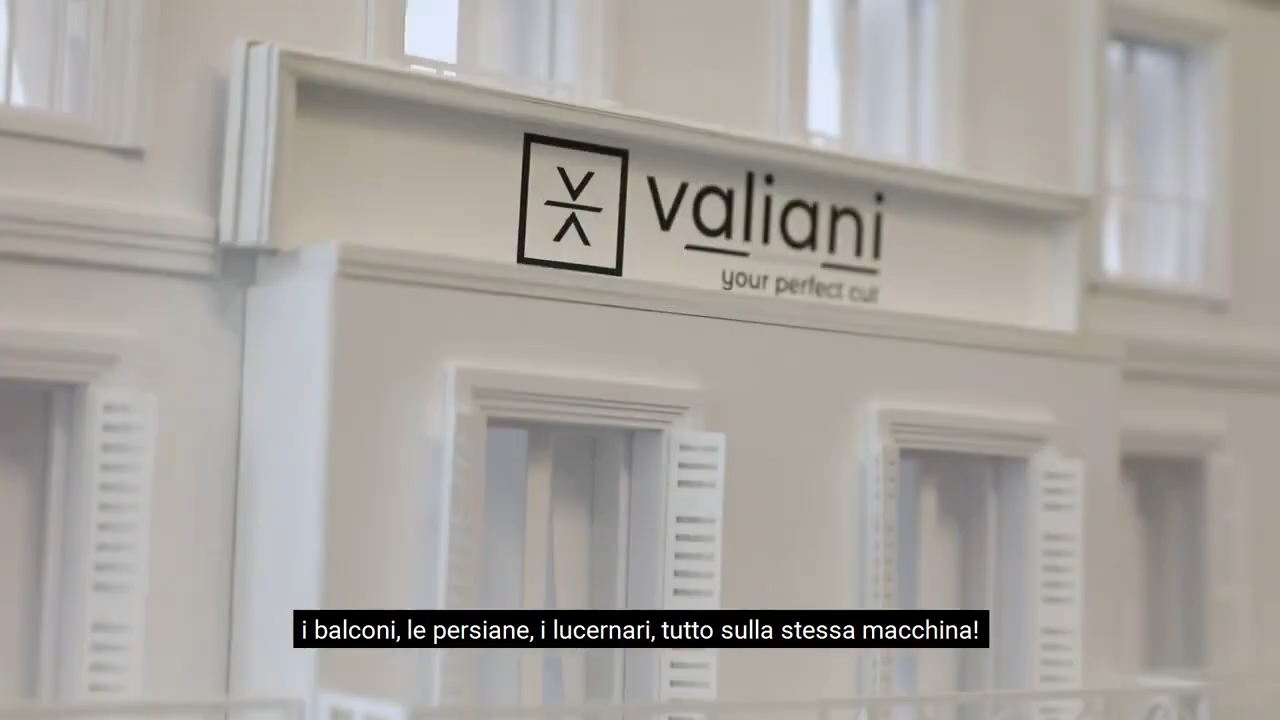 valiani
your perfect cut
i balconi, le persiane, i lucernari, tutto sulla stessa macchina!